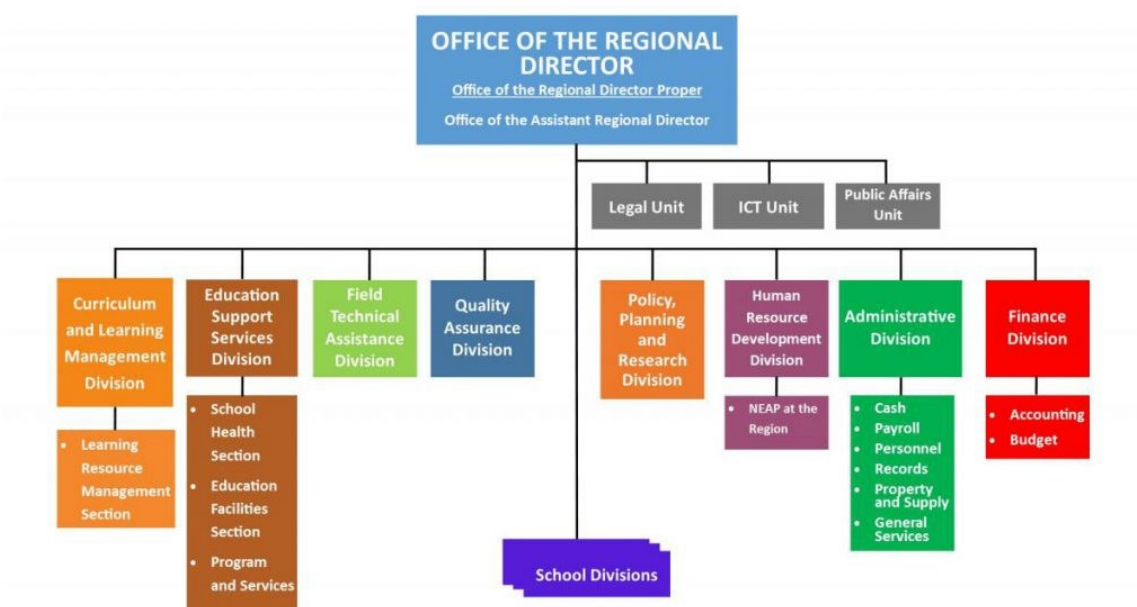 OFFICE OF THE REGIONAL
DIRECTOR
Office of the Regional Director Proper
Office of the Assistant Regional Director
Legal Unit
ICT Unit
Public Affairs
Unit
Curriculum
and Learning
Management
Division
Education
Support
Services
Division
Field
Technical
Assistance
Division
Quality
Assurance
Division
Policy,
Planning
and
Research
Division
Human
Resource
Development
Division
Administrative
Division
Finance
Division
• Learning
Resource
Management
Section
• School
Health
Section
• Education
Facilities
Section
• Program
and Services
• NEAP at the
Region
• Cash
• Payroll
• Personnel
• Records
• Property
and Supply
• General
Services
• Accounting
• Budget
School Divisions